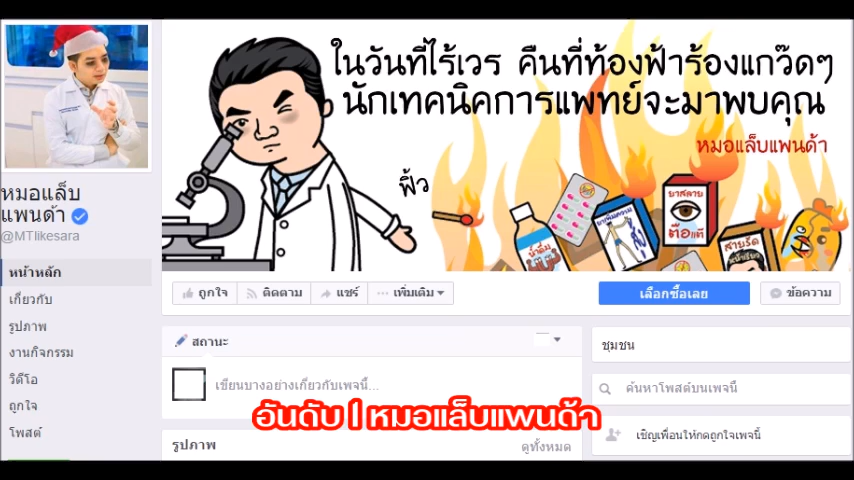 ในวันที่ไร้เวร คืนที่ท้องฟ้าร้องแกว๊ดๆ
นักเทคนิคการแพทย์จะมาพบคุณ
หมอแล็บแพนด้า
ฟิ้ว
ยาสลาย
ต้อแต้
สายรัด
หมอแล็บ
แพนด้า
@MTlikesara
หน้าหลัก
เกี่ยวกับ
รูปภาพ
งานกิจกรรม
วิดีโอ
ถูกใจ
โพสต์
ถูกใจ
ติดตาม
แชร์
เพิ่มเติม
เลือกซื้อเลย
ข้อความ
สถานะ
เขียนบางอย่างเกี่ยวกับเพจนี้...
รูปภาพ
ดูทั้งหมด
ชุมชน
ค้นหาโพสต์บนเพจนี้
เชิญเพื่อนให้กดถูกใจเพจนี้
อันดับ 1 หมอแล็บแพนด้า